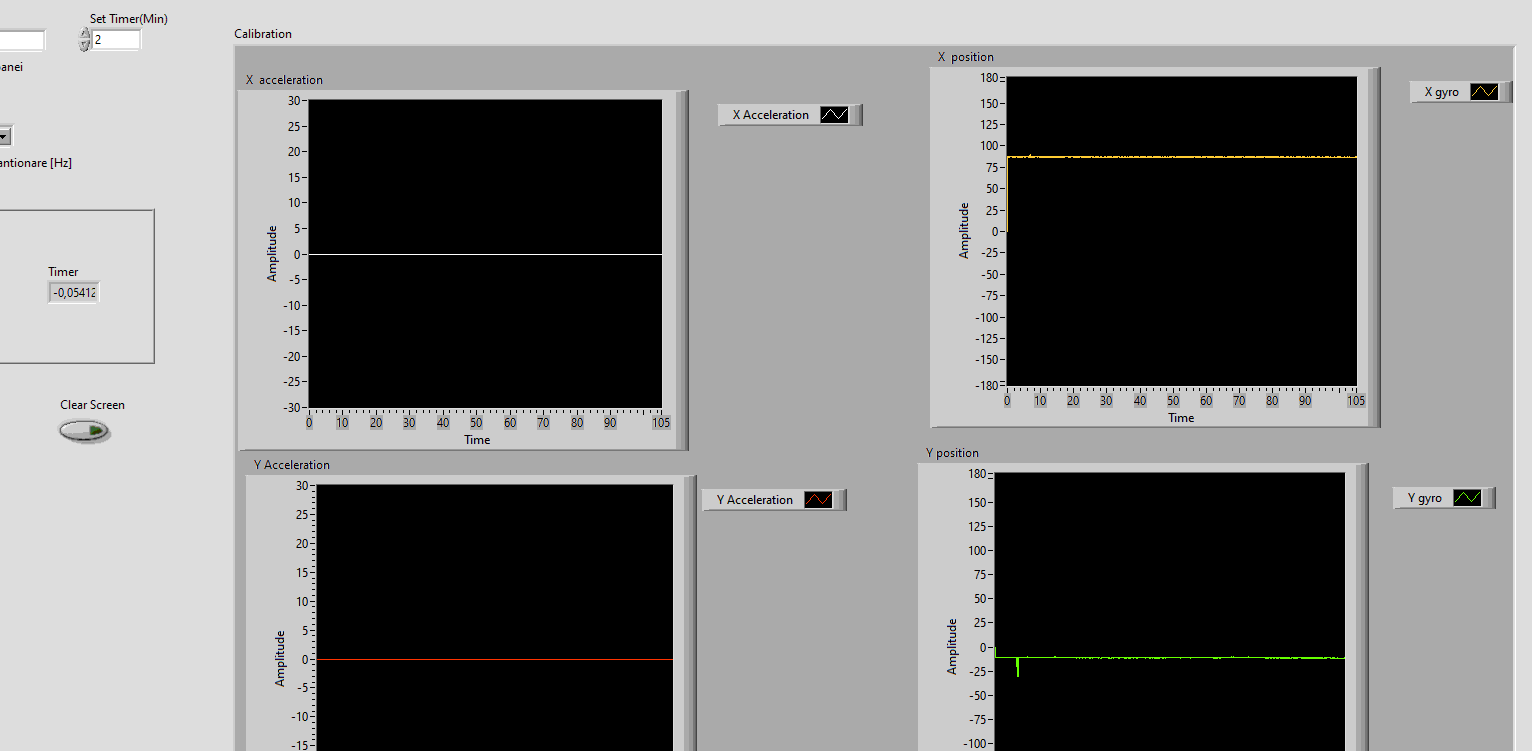 Set Timer(Min)
2
anei
antionare [Hz]
Timer
-0,05412
Clear Screen
Calibration
X acceleration
30
25
20
15
10
5
0
-5
-10
-15
-20
-25
-30
Amplitude
0 10 20 30 40 50 60 70 80 90 105
Time
X Acceleration
X position
180
150
125
100
75
50
25
0
-25
-50
-75
-100
-125
-150
-180
Amplitude
0 10 20 30 40 50 60 70 80 90 105
Time
X gyro
Y Acceleration
30
25
20
15
10
5
0
-5
-10
-15
Amplitude
Y Acceleration
Y position
180
150
125
100
75
50
25
0
-25
-50
-75
-100
Amplitude
Y gyro